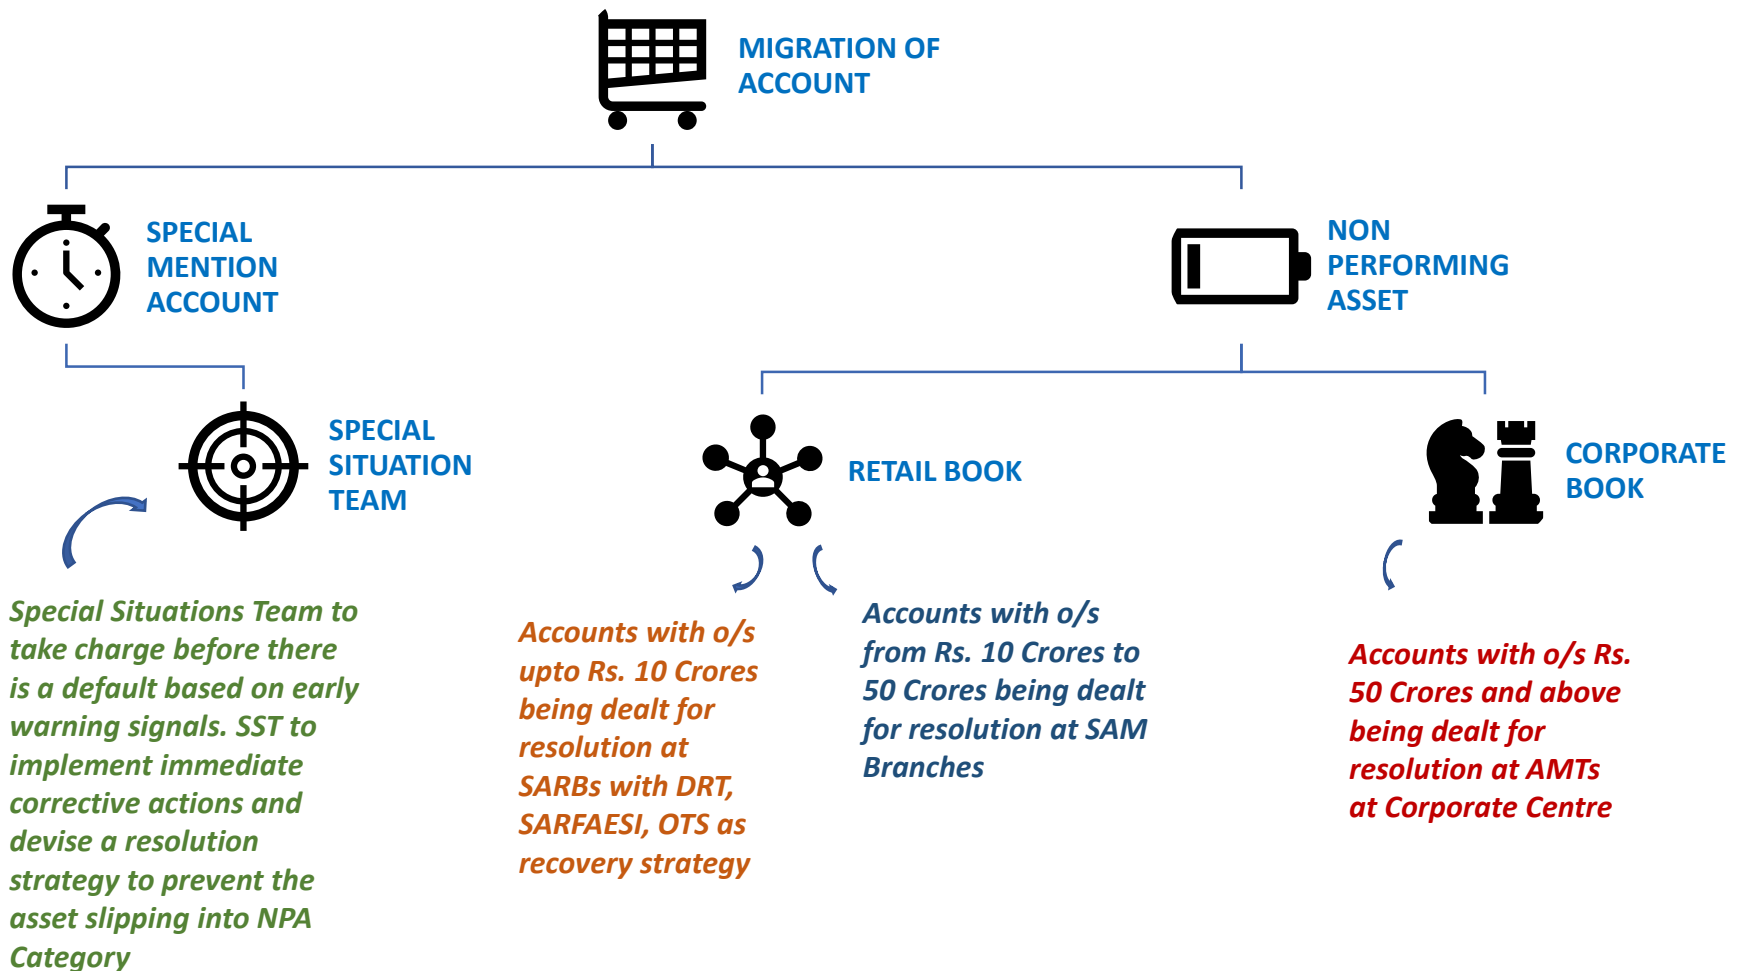 MIGRATION OF
ACCOUNT
SPECIAL
MENTION
ACCOUNT
NON
PERFORMING
ASSET
SPECIAL
SITUATION
TEAM
RETAIL BOOK
CORPORATE
BOOK
Special Situations Team to
take charge before there
is a default based on early
warning signals. SST to
implement immediate
corrective actions and
devise a resolution
strategy to prevent the
asset slipping into NPA
Category
Accounts with o/s
upto Rs. 10 Crores
being dealt for
resolution at
SARBs with DRT,
SARFAESI, OTS as
recovery strategy
Accounts with o/s
from Rs. 10 Crores to
50 Crores being dealt
for resolution at SAM
Branches
Accounts with o/s Rs.
50 Crores and above
being dealt for
resolution at AMTs
at Corporate Centre